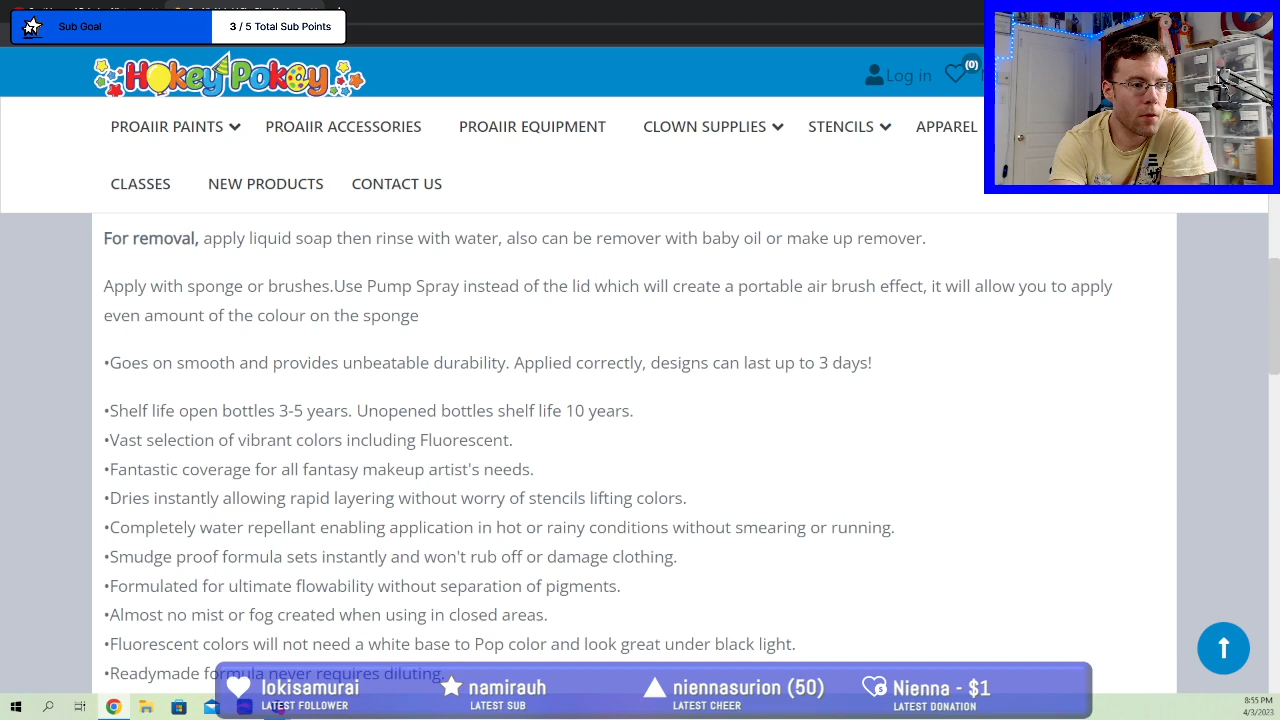 Sub Goal
3 / 5 Total Sub Points
Hokey Pokey
Log in
(0)
PROAIIR PAINTS
PROAIIR ACCESSORIES
PROAIIR EQUIPMENT
CLOWN SUPPLIES
STENCILS
APPAREL
CLASSES
NEW PRODUCTS
CONTACT US
For removal, apply liquid soap then rinse with water, also can be remover with baby oil or make up remover.
Apply with sponge or brushes.Use Pump Spray instead of the lid which will create a portable air brush effect, it will allow you to apply
even amount of the colour on the sponge
•Goes on smooth and provides unbeatable durability. Applied correctly, designs can last up to 3 days!
•Shelf life open bottles 3-5 years. Unopened bottles shelf life 10 years.
•Vast selection of vibrant colors including Fluorescent.
•Fantastic coverage for all fantasy makeup artist's needs.
•Dries instantly allowing rapid layering without worry of stencils lifting colors.
•Completely water repellant enabling application in hot or rainy conditions without smearing or running.
•Smudge proof formula sets instantly and won't rub off or damage clothing.
•Formulated for ultimate flowability without separation of pigments.
•Almost no mist or fog created when using in closed areas.
•Fluorescent colors will not need a white base to Pop color and look great under black light.
•Readymade formula never requires diluting.
lokisamurai
LATEST FOLLOWER
namirauh
LATEST SUB
niennasurion (50)
LATEST CHEER
Nienna - $1
LATEST DONATION
8:55 PM
4/3/2023